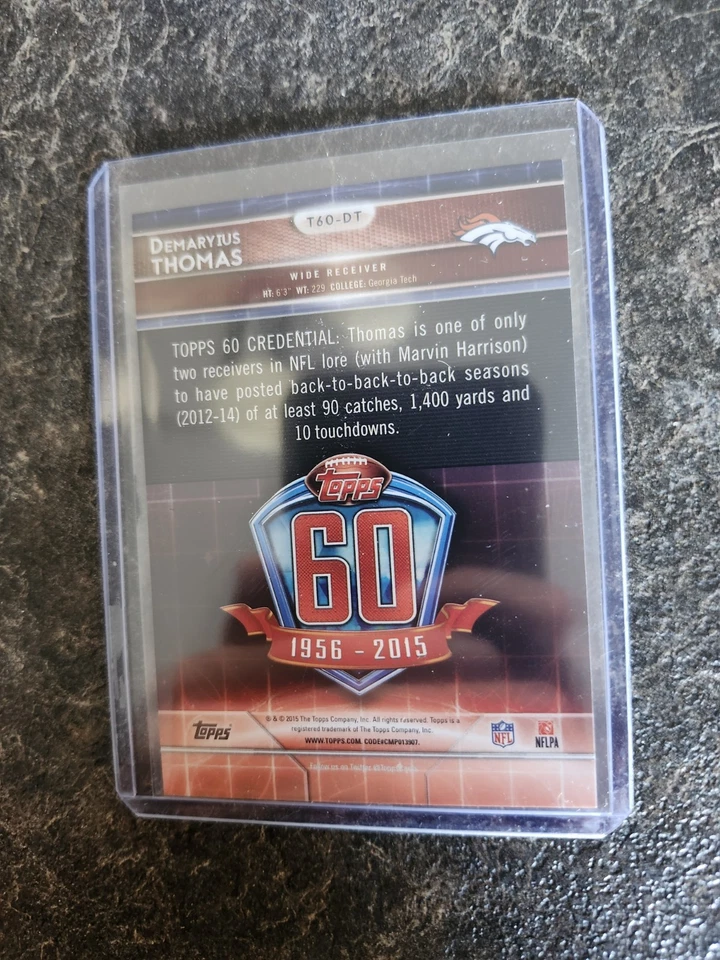 T60-DT
DEMARYIUS
THOMAS
WIDE RECEIVER
HT: 6'3" WT: 229 COLLEGE: Georgia Tech
TOPPS 60 CREDENTIAL: Thomas is one of only
two receivers in NFL lore (with Marvin Harrison)
to have posted back-to-back-to-back seasons
(2012-14) of at least 90 catches, 1,400 yards and
10 touchdowns.
Topps
60
1956 - 2015
Topps
® & © 2015 The Topps Company, Inc. All rights reserved. Topps is a
registered trademark of The Topps Company, Inc.
WWW.TOPPS.COM. CODE#CMP013907.
NFL
NFLPA